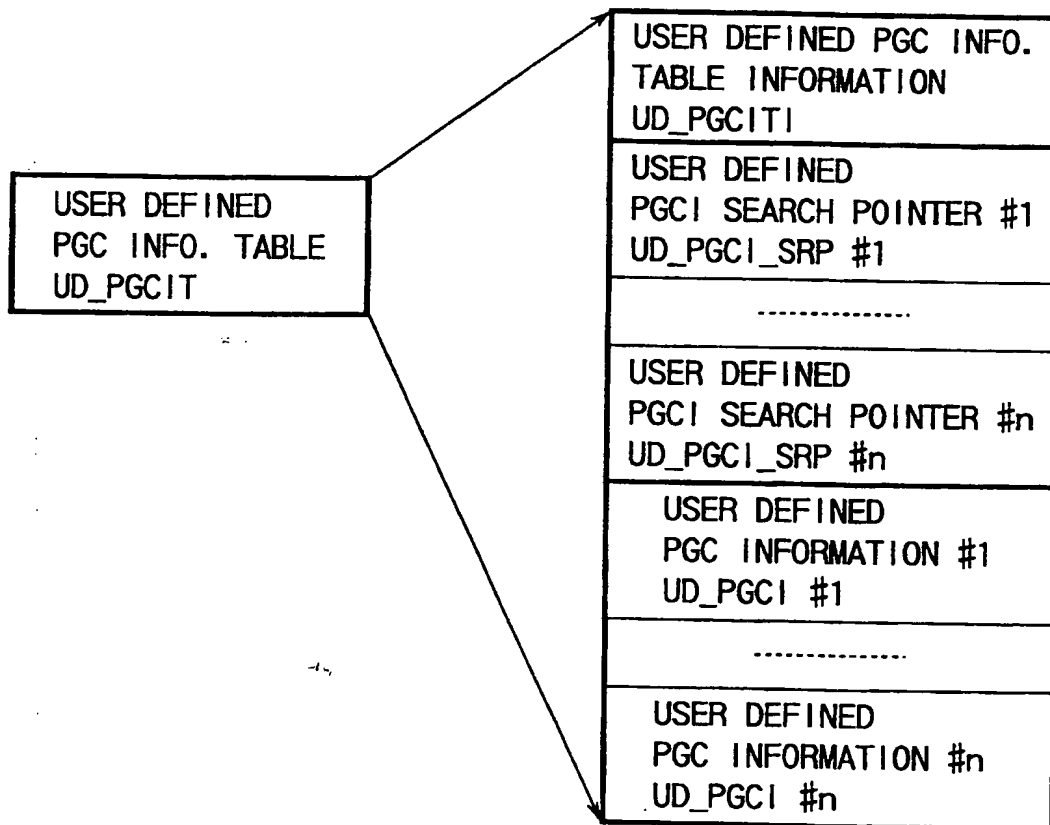 USER DEFINED
PGC INFO. TABLE
UD_PGCIT
USER DEFINED PGC INFO.
TABLE INFORMATION
UD_PGCITI
USER DEFINED
PGCI SEARCH POINTER #1
UD_PGCI_SRP #1
USER DEFINED
PGCI SEARCH POINTER #n
UD_PGCI_SRP #n
USER DEFINED
PGC INFORMATION #1
UD_PGCI #1
USER DEFINED
PGC INFORMATION #n
UD_PGCI #n